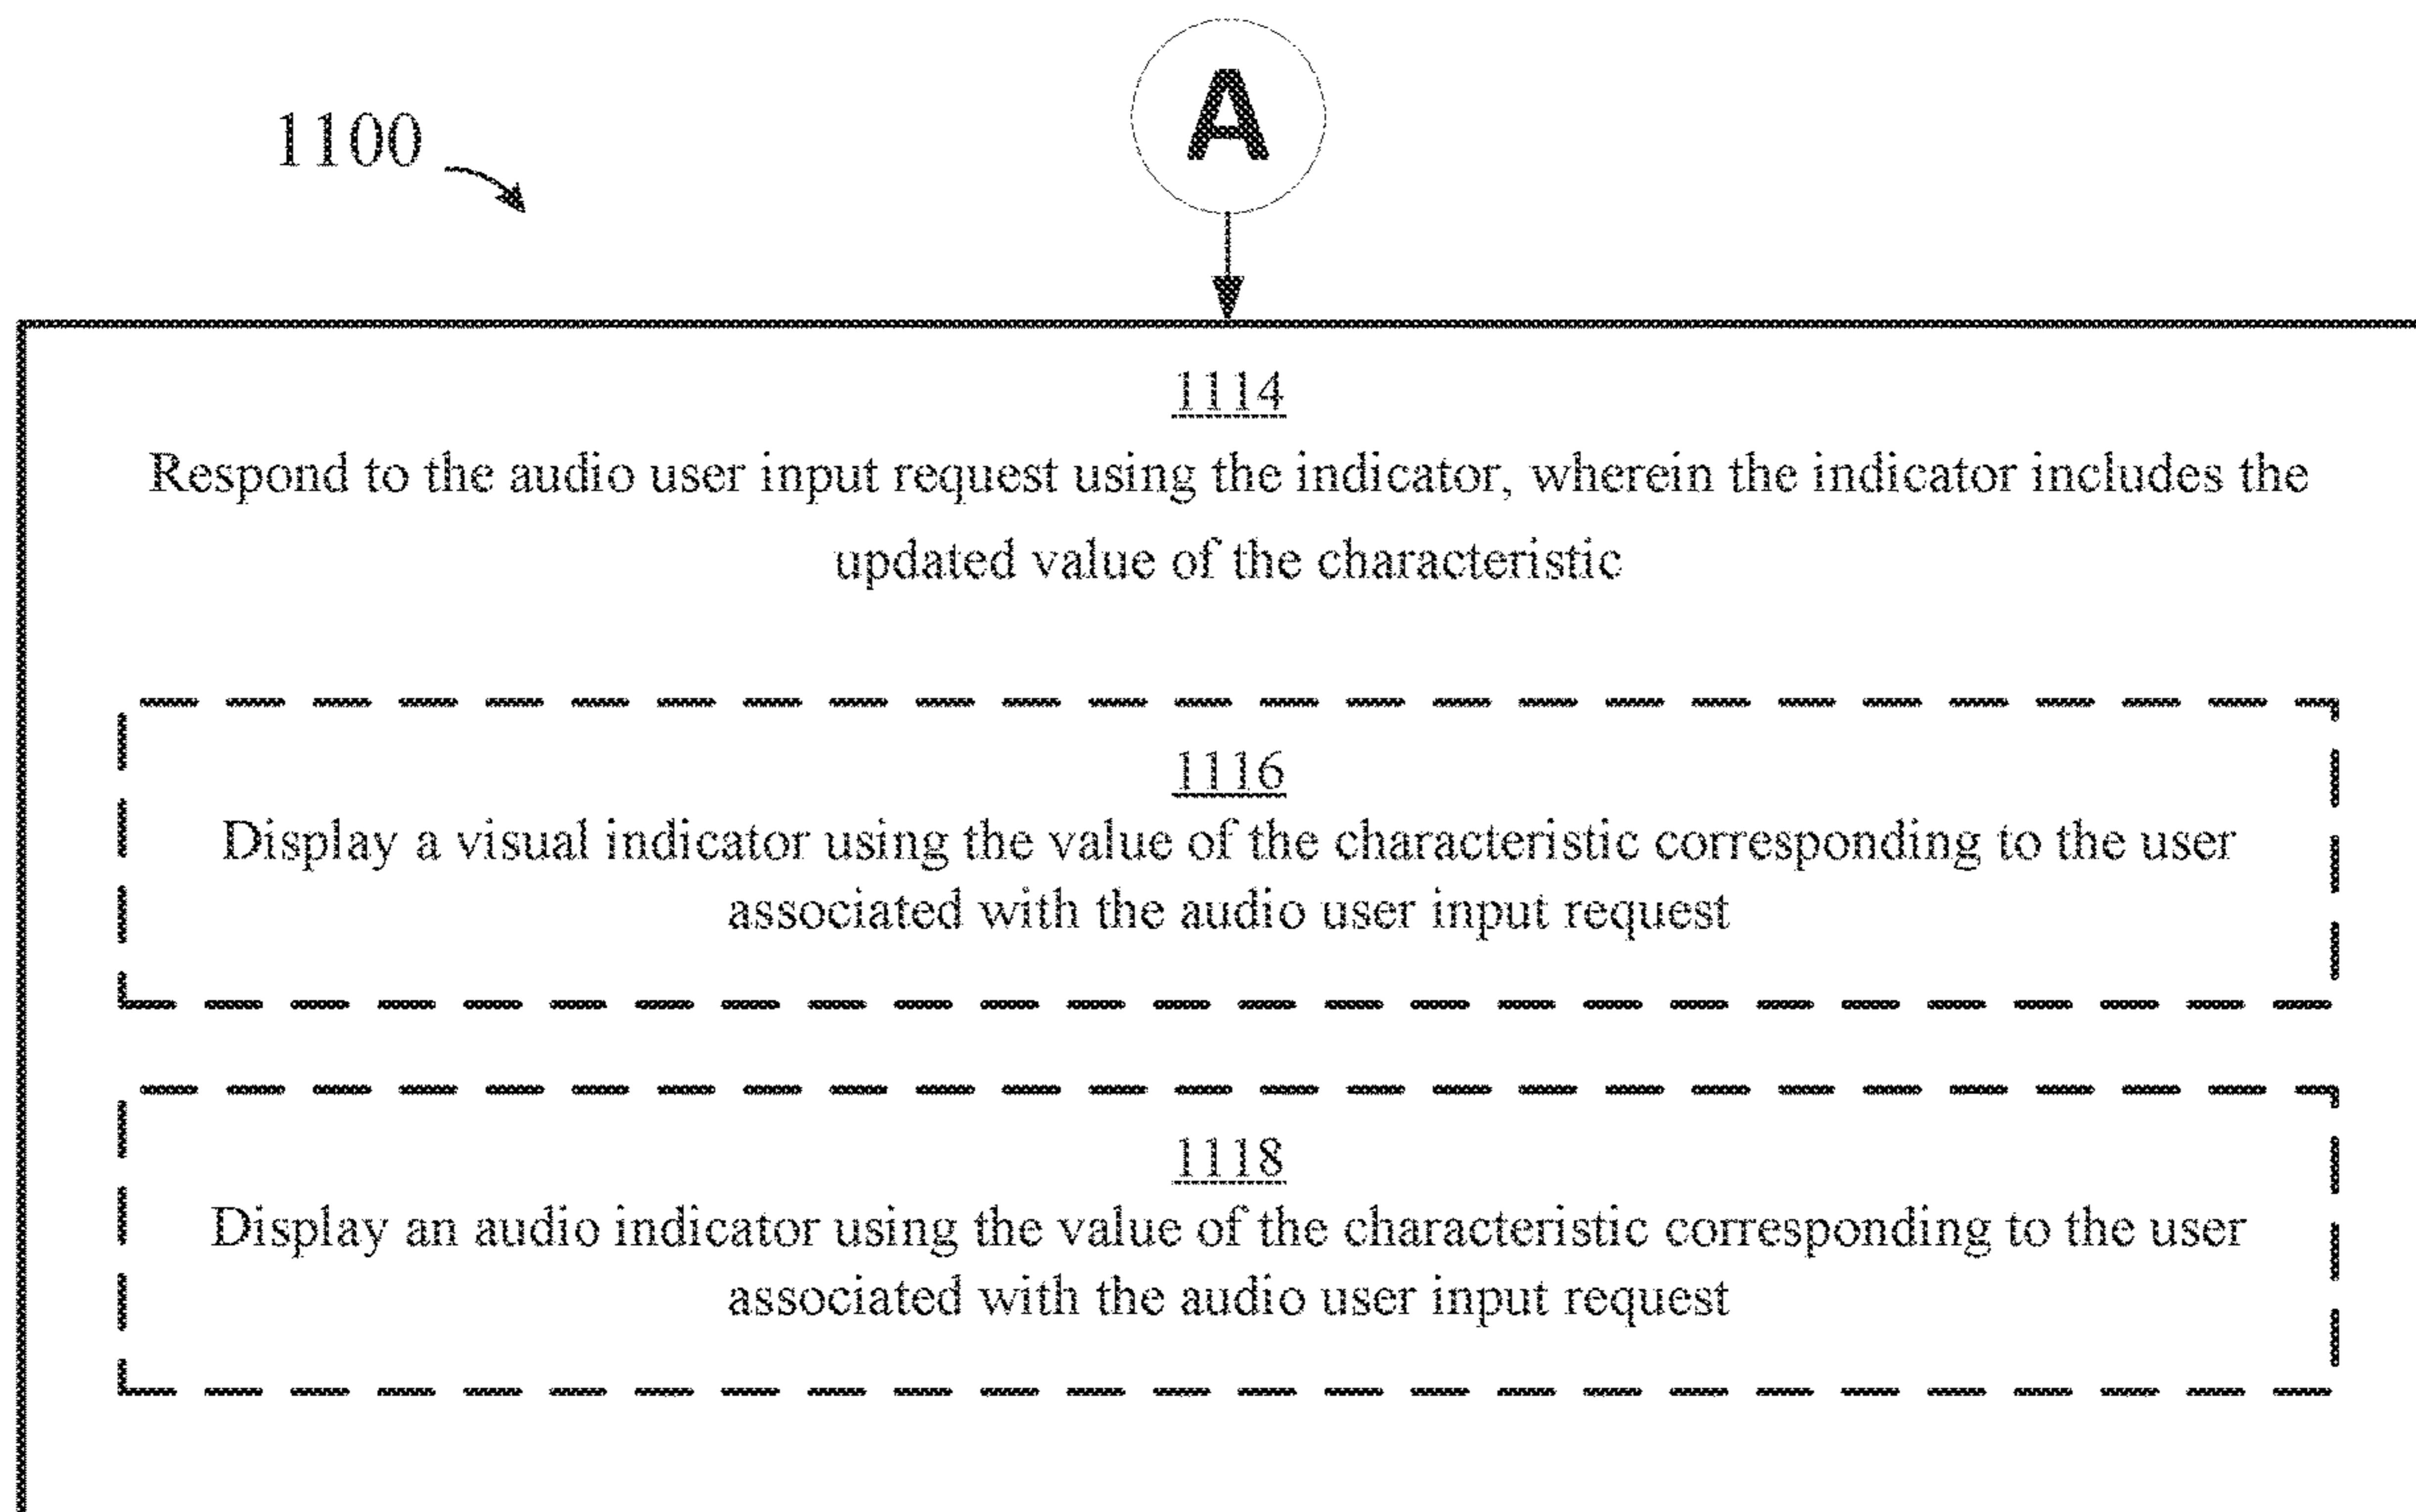 A
1100
1114
Respond to the audio user input request using the indicator, wherein the indicator includes the
updated value of the characteristic
1116
Display a visual indicator using the value of the characteristic corresponding to the user
associated with the audio user input request
1118
Display an audio indicator using the value of the characteristic corresponding to the user
associated with the audio user input request